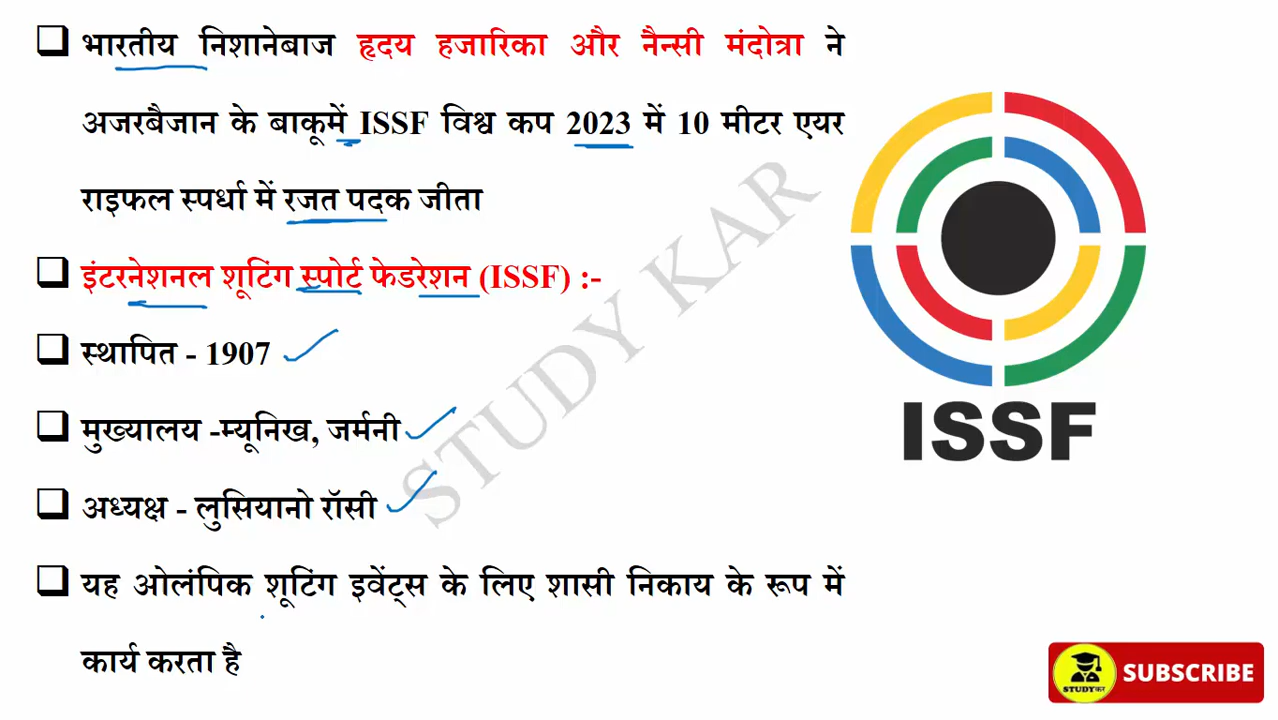 भारतीय निशानेबाज हृदय हजारिका और नैन्सी मंदोत्रा ने
अजरबैजान के बाकूमें ISSF विश्व कप 2023 में 10 मीटर एयर
राइफल स्पर्धा में रजत पदक जीता
इंटरनेशनल शूटिंग स्पोर्ट फेडरेशन (ISSF) :-
स्थापित - 1907
मुख्यालय -म्यूनिख, जर्मनी
अध्यक्ष - लुसियानो रॉसी
यह ओलंपिक शूटिंग इवेंट्स के लिए शासी निकाय के रूप में
कार्य करता है
STUDY KAR
ISSF
STUDYकर
SUBSCRIBE